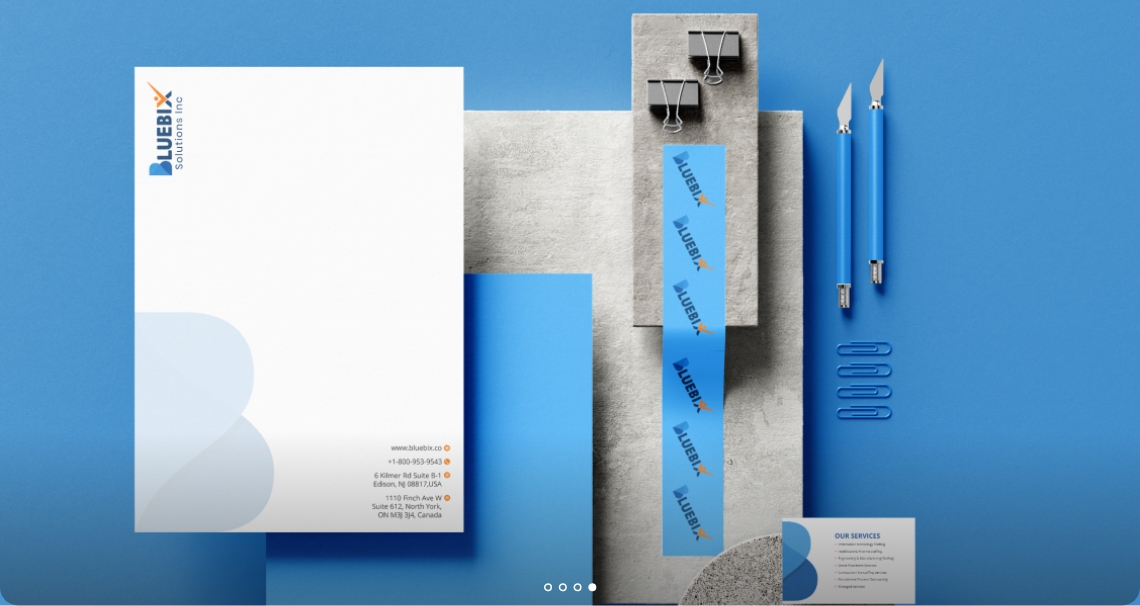 BLUEBIX
Solutions Inc
www.bluebix.co
+1-800-953-9543
6 Kilmer Rd Suite B-1
Edison, NJ 08817,USA
1110 Finch Ave W
Suite 612, North York,
ON M3J 3J4, Canada
BLUEBIX
BLUEBIX
BLUEBIX
BLUEBIX
BLUEBIX
BLUEBIX
OUR SERVICES